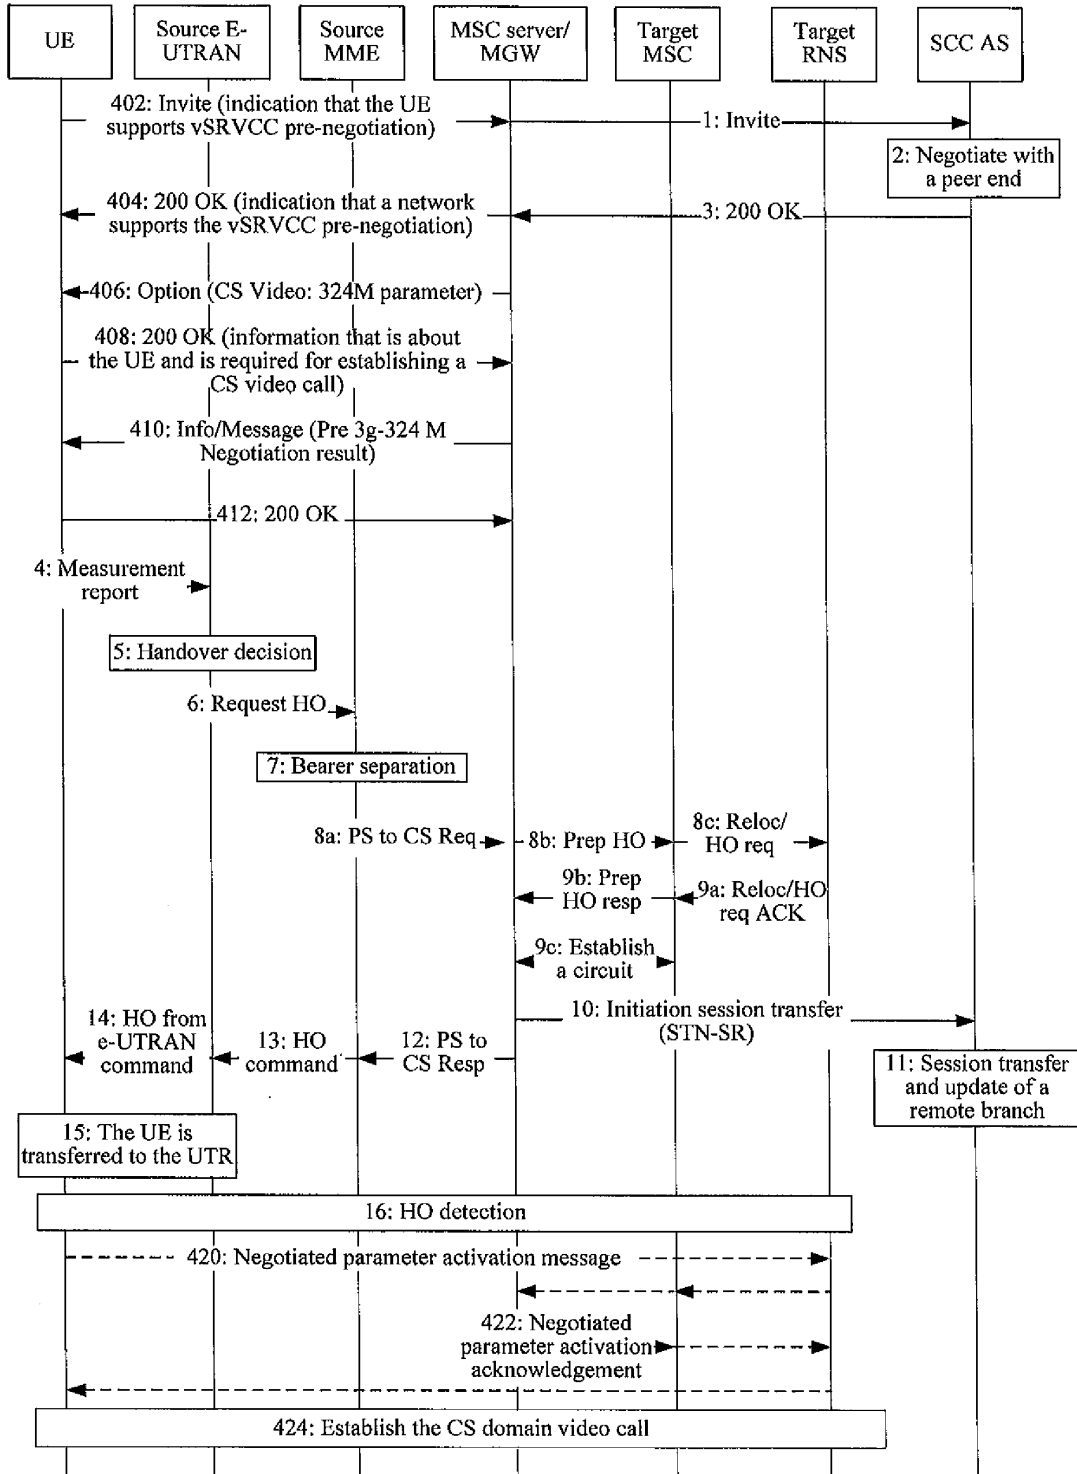 UE
Source E-
UTRAN
Source
MME
MSC server/
MGW
Target
MSC
Target
RNS
SCC AS
402: Invite (indication that the UE
supports vSRVCC pre-negotiation)
1: Invite
2: Negotiate with
a peer end
404: 200 OK (indication that a network
supports the vSRVCC pre-negotiation)
3: 200 OK
406: Option (CS Video: 324M parameter)
408: 200 OK (information that is about
the UE and is required for establishing a
CS video call)
410: Info/Message (Pre 3g-324 M
Negotiation result)
412: 200 OK
4: Measurement
report
5: Handover decision
6: Request HO
7: Bearer separation
8a: PS to CS Req
8b: Prep HO
8c: Reloc/
HO req
9b: Prep
HO resp
9a: Reloc/HO
req ACK
9c: Establish
a circuit
10: Initiation session transfer
(STN-SR)
14: HO from
e-UTRAN
command
13: HO
command
12: PS to
CS Resp
11: Session transfer
and update of a
remote branch
15: The UE is
transferred to the UTR
16: HO detection
420: Negotiated parameter activation message
422: Negotiated
parameter activation
acknowledgement
424: Establish the CS domain video call